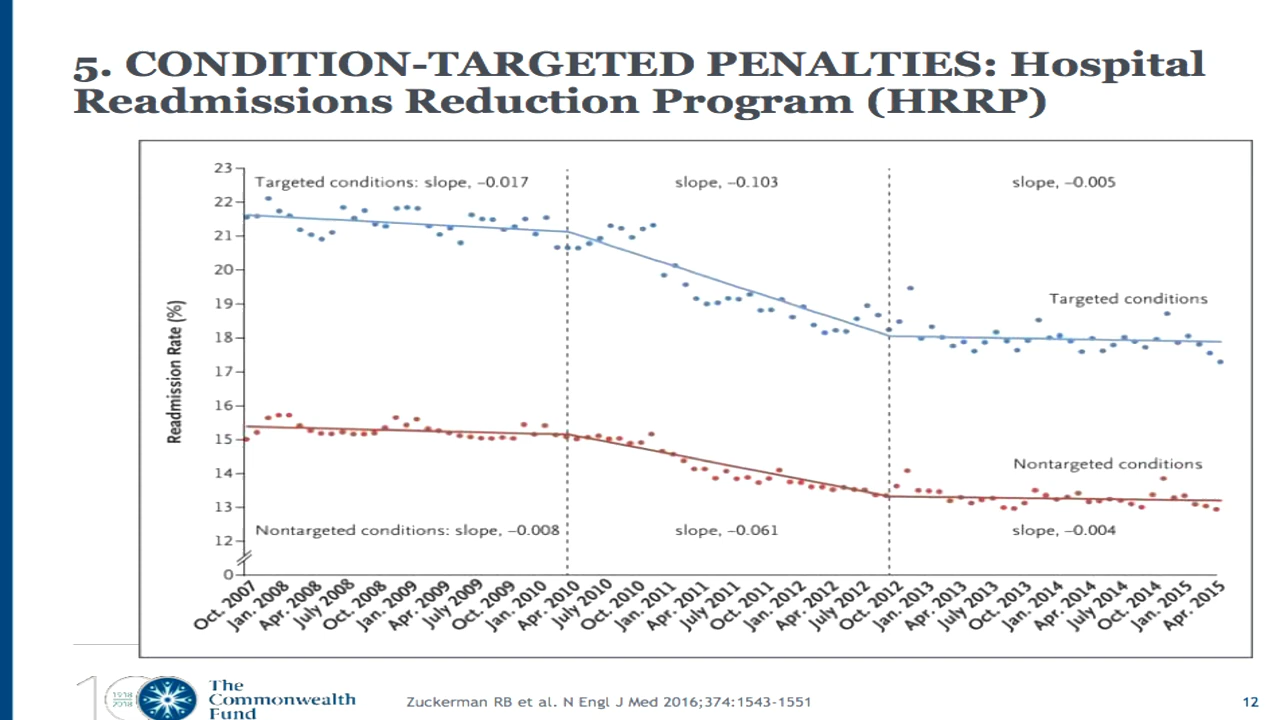 5. CONDITION-TARGETED PENALTIES: Hospital
Readmissions Reduction Program (HRRP)
Readmission Rate (%)
23
22
21
20
19
18
17
16
15
14
13
12
0
Targeted conditions: slope, −0.017
slope, −0.103
slope, −0.005
Targeted conditions
Nontargeted conditions
Nontargeted conditions: slope, −0.008
slope, −0.061
slope, −0.004
Oct. 2007
Jan. 2008
Apr. 2008
July 2008
Oct. 2008
Jan. 2009
Apr. 2009
July 2009
Oct. 2009
Jan. 2010
Apr. 2010
July 2010
Oct. 2010
Jan. 2011
Apr. 2011
July 2011
Oct. 2011
Jan. 2012
Apr. 2012
July 2012
Oct. 2012
Jan. 2013
Apr. 2013
July 2013
Oct. 2013
Jan. 2014
Apr. 2014
July 2014
Oct. 2014
Jan. 2015
Apr. 2015
The
Commonwealth
Fund
Zuckerman RB et al. N Engl J Med 2016;374:1543-1551
12